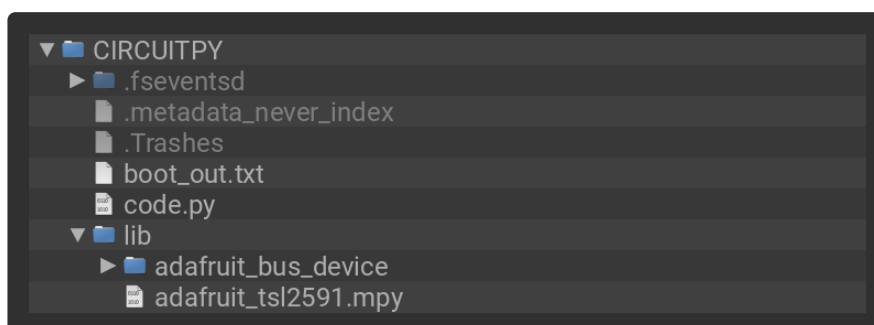 CIRCUITPY
.fseventsd
.metadata_never_index
.Trashes
boot_out.txt
code.py
lib
adafruit_bus_device
adafruit_tsl2591.mpy